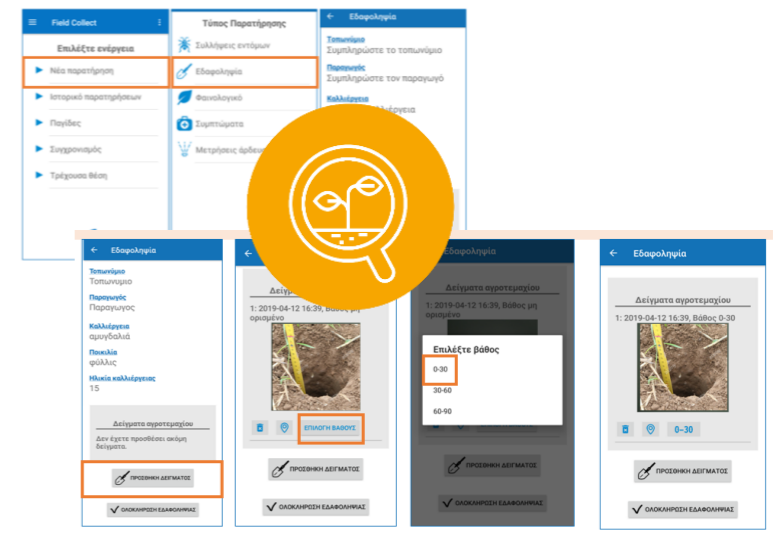 Field Collect
Επιλέξτε ενέργεια
Νέα παρατήρηση
Ιστορικό παρατηρήσεων
Παγίδες
Συγχρονισμός
Τρέχουσα θέση
Τύπος Παρατήρησης
Συλλήψεις εντόμων
Εδαφοληψία
Φαινολογικό
Συμπτώματα
Μετρήσεις
Εδαφοληψία
Τοπωνύμιο
Συμπληρώστε το τοπωνύμιο
Παραγωγός
Συμπληρώστε τον παραγωγό
Καλλιέργεια
Εδαφοληψία
Τοπωνύμιο
Τοπωνυμιο
Παραγωγός
Παραγωγος
Καλλιέργεια
αμυγδαλιά
Ποικιλία
φύλλις
Ηλικία καλλιέργειας
15
Δείγματα αγροτεμαχίου
Δεν έχετε προσθέσει ακόμη
δείγματα.
ΠΡΟΣΘΗΚΗ ΔΕΙΓΜΑΤΟΣ
ΟΛΟΚΛΗΡΩΣΗ ΕΔΑΦΟΛΗΨΙΑΣ
1: 2019-04-12 16:39, Βάθος μη
ορισμένο
ΕΠΙΛΟΓΗ ΒΑΘΟΥΣ
ΠΡΟΣΘΗΚΗ ΔΕΙΓΜΑΤΟΣ
ΟΛΟΚΛΗΡΩΣΗ ΕΔΑΦΟΛΗΨΙΑΣ
Εδαφοληψία
Δείγματα αγροτεμαχίου
1: 2019-04-12 16:39, Βάθος μη
ορισμένο
Επιλέξτε βάθος
0-30
30-60
60-90
ΠΡΟΣΘΗΚΗ ΔΕΙΓΜΑΤΟΣ
ΟΛΟΚΛΗΡΩΣΗ ΕΔΑΦΟΛΗΨΙΑΣ
Εδαφοληψία
Δείγματα αγροτεμαχίου
1: 2019-04-12 16:39, Βάθος 0-30
0-30
ΠΡΟΣΘΗΚΗ ΔΕΙΓΜΑΤΟΣ
ΟΛΟΚΛΗΡΩΣΗ ΕΔΑΦΟΛΗΨΙΑΣ